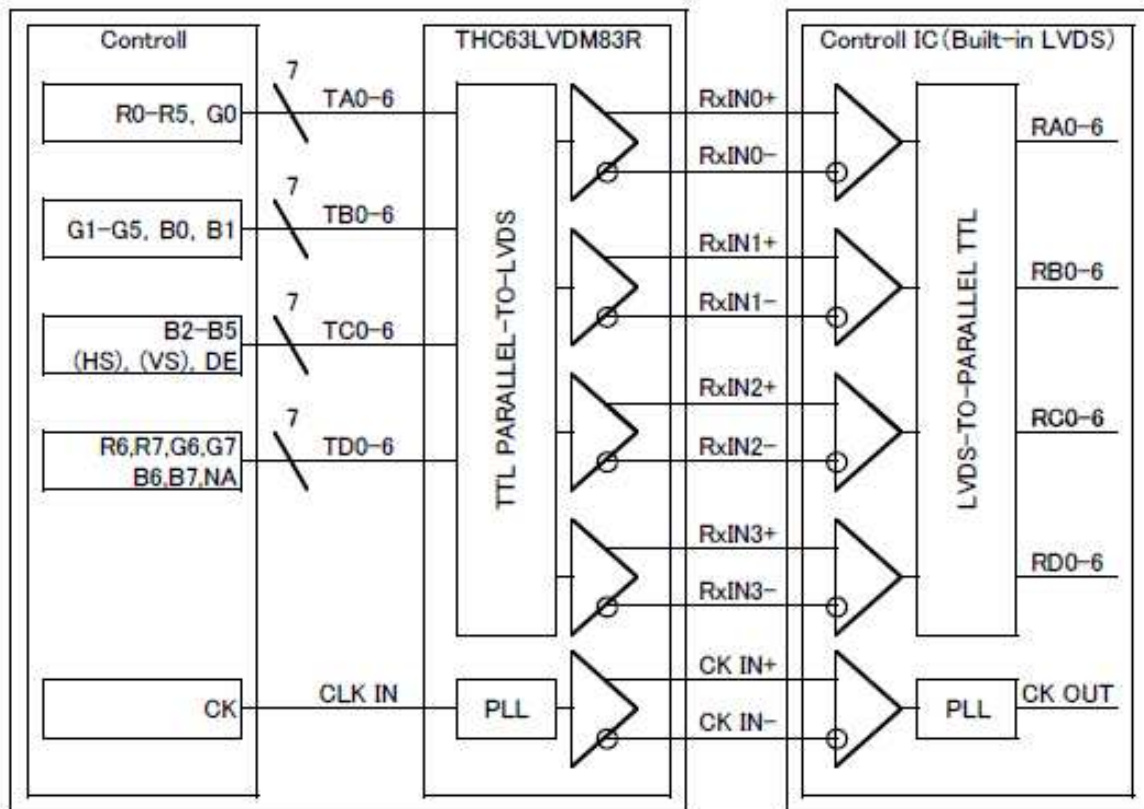 Controll
THC63LVDM83R
Controll IC(Built-in LVDS)
R0-R5, G0
7
TA0-6
RxIN0+
RxIN0-
RA0-6
G1-G5, B0, B1
7
TB0-6
RxIN1+
RxIN1-
RB0-6
B2-B5
(HS), (VS), DE
7
TC0-6
RxIN2+
RxIN2-
RC0-6
R6,R7,G6,G7
B6,B7,NA
7
TD0-6
RxIN3+
RxIN3-
RD0-6
TTL PARALLEL-TO-LVDS
LVDS-TO-PARALLEL TTL
CK
CLK IN
PLL
CK IN+
CK IN-
PLL
CK OUT